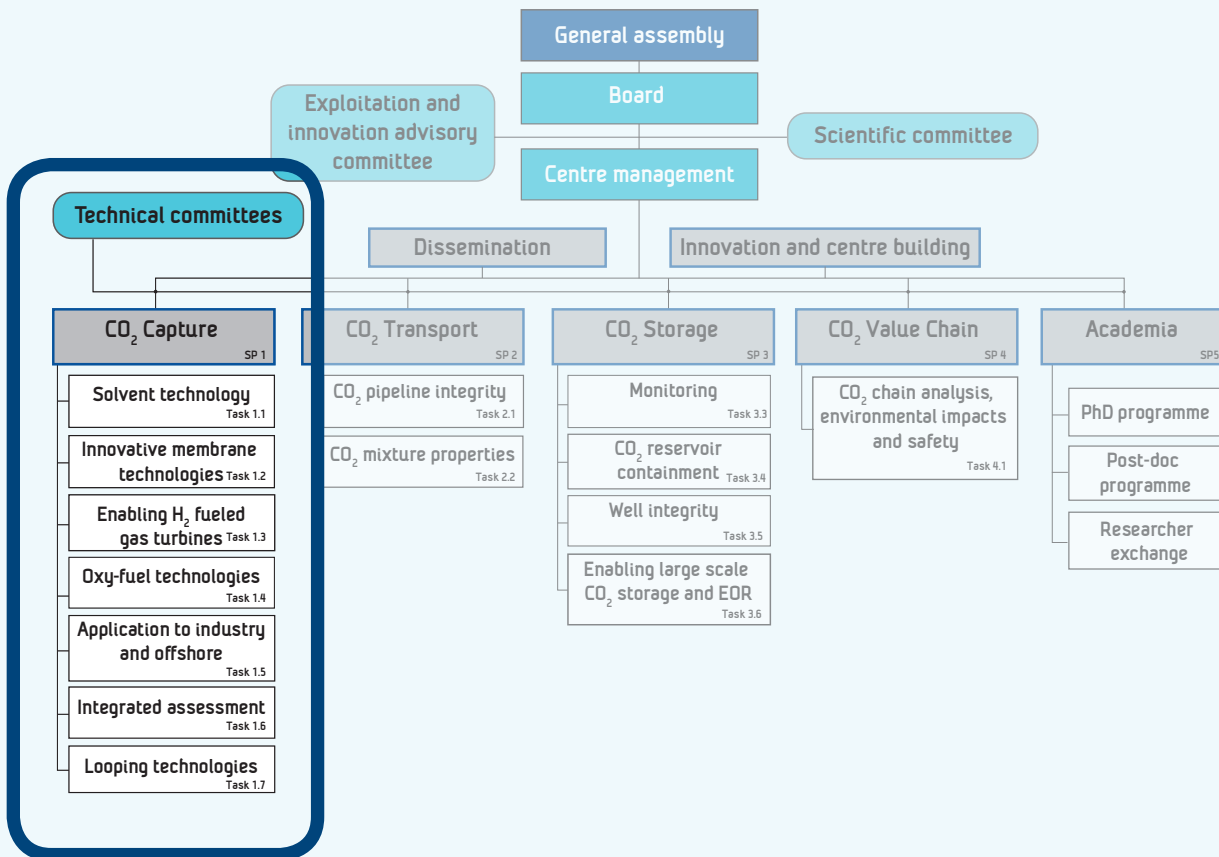 General assembly
Board
Exploitation and
innovation advisory
committee
Scientific committee
Centre management
Technical committees
Dissemination
Innovation and centre building
CO₂ Capture
SP 1
Solvent technology
Task 1.1
Innovative membrane
technologies Task 1.2
Enabling H₂ fueled
gas turbines Task 1.3
Oxy-fuel technologies
Task 1.4
Application to industry
and offshore
Task 1.5
Integrated assessment
Task 1.6
Looping technologies
Task 1.7
CO₂ Transport
SP 2
CO₂ pipeline integrity
Task 2.1
CO₂ mixture properties
Task 2.2
CO₂ Storage
SP 3
Monitoring
Task 3.3
CO₂ reservoir
containment Task 3.4
Well integrity
Task 3.5
Enabling large scale
CO₂ storage and EOR
Task 3.6
CO₂ Value Chain
SP 4
CO₂ chain analysis,
environmental impacts
and safety
Task 4.1
Academia
SP5
PhD programme
Post-doc
programme
Researcher
exchange